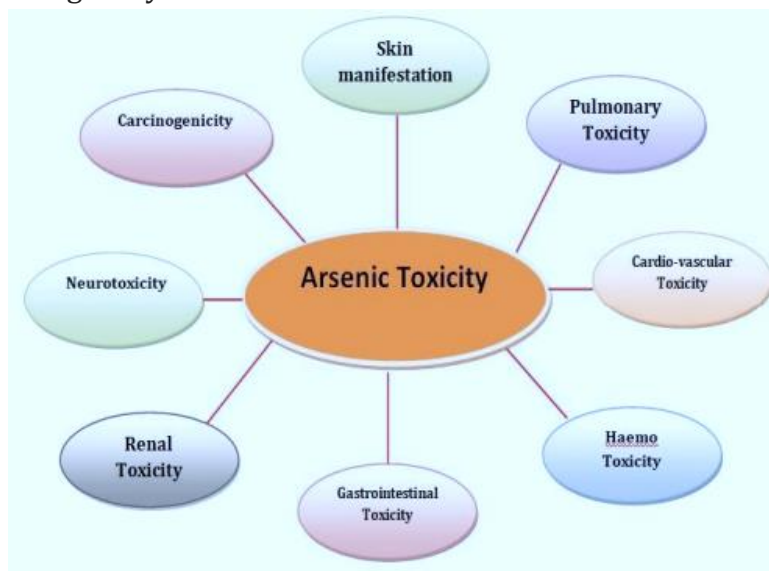 Skin
manifestation
Pulmonary
Toxicity
Carcinogenicity
Arsenic Toxicity
Cardio-vascular
Toxicity
Neurotoxicity
Renal
Toxicity
Haemo
Toxicity
Gastrointestinal
Toxicity